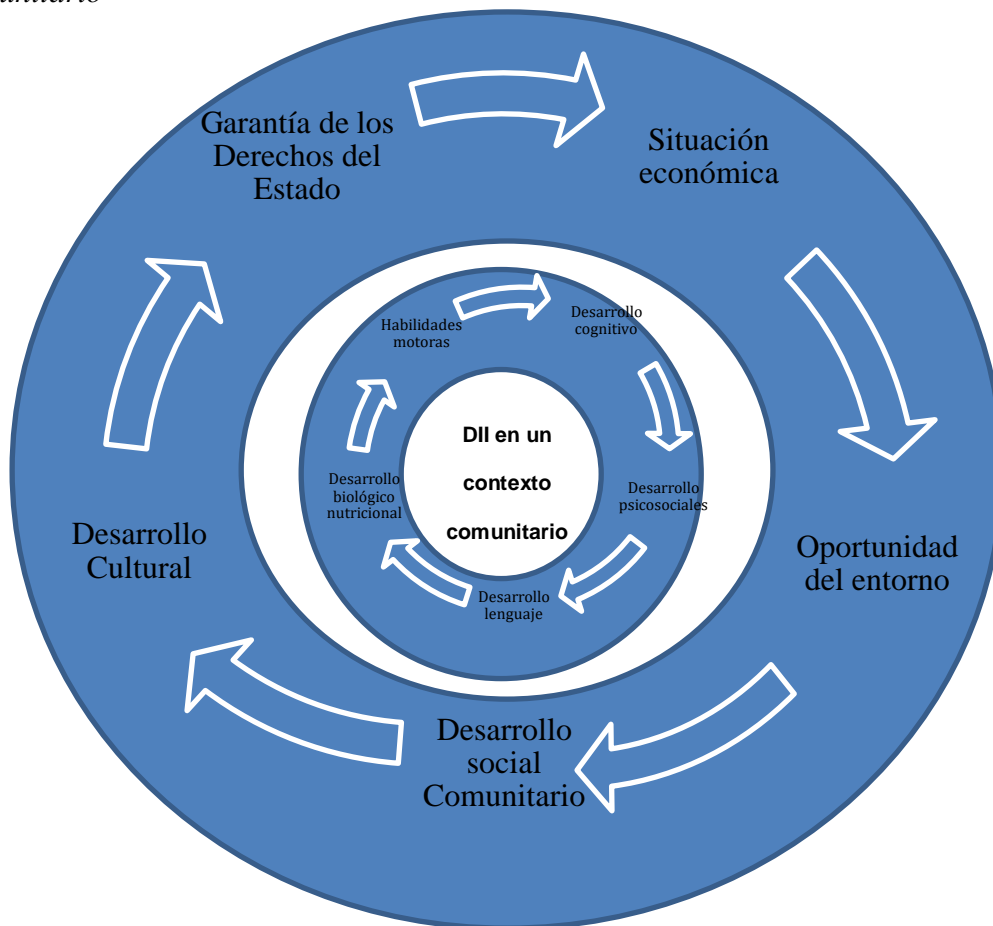 Garantía de los
Derechos del
Estado
Situación
económica
Oportunidad
del entorno
Desarrollo
social
Comunitario
Desarrollo
Cultural
Habilidades
motoras
Desarrollo
cognitivo
Desarrollo
psicosociales
Desarrollo
lenguaje
Desarrollo
biológico
nutricional
DII en un
contexto
comunitario